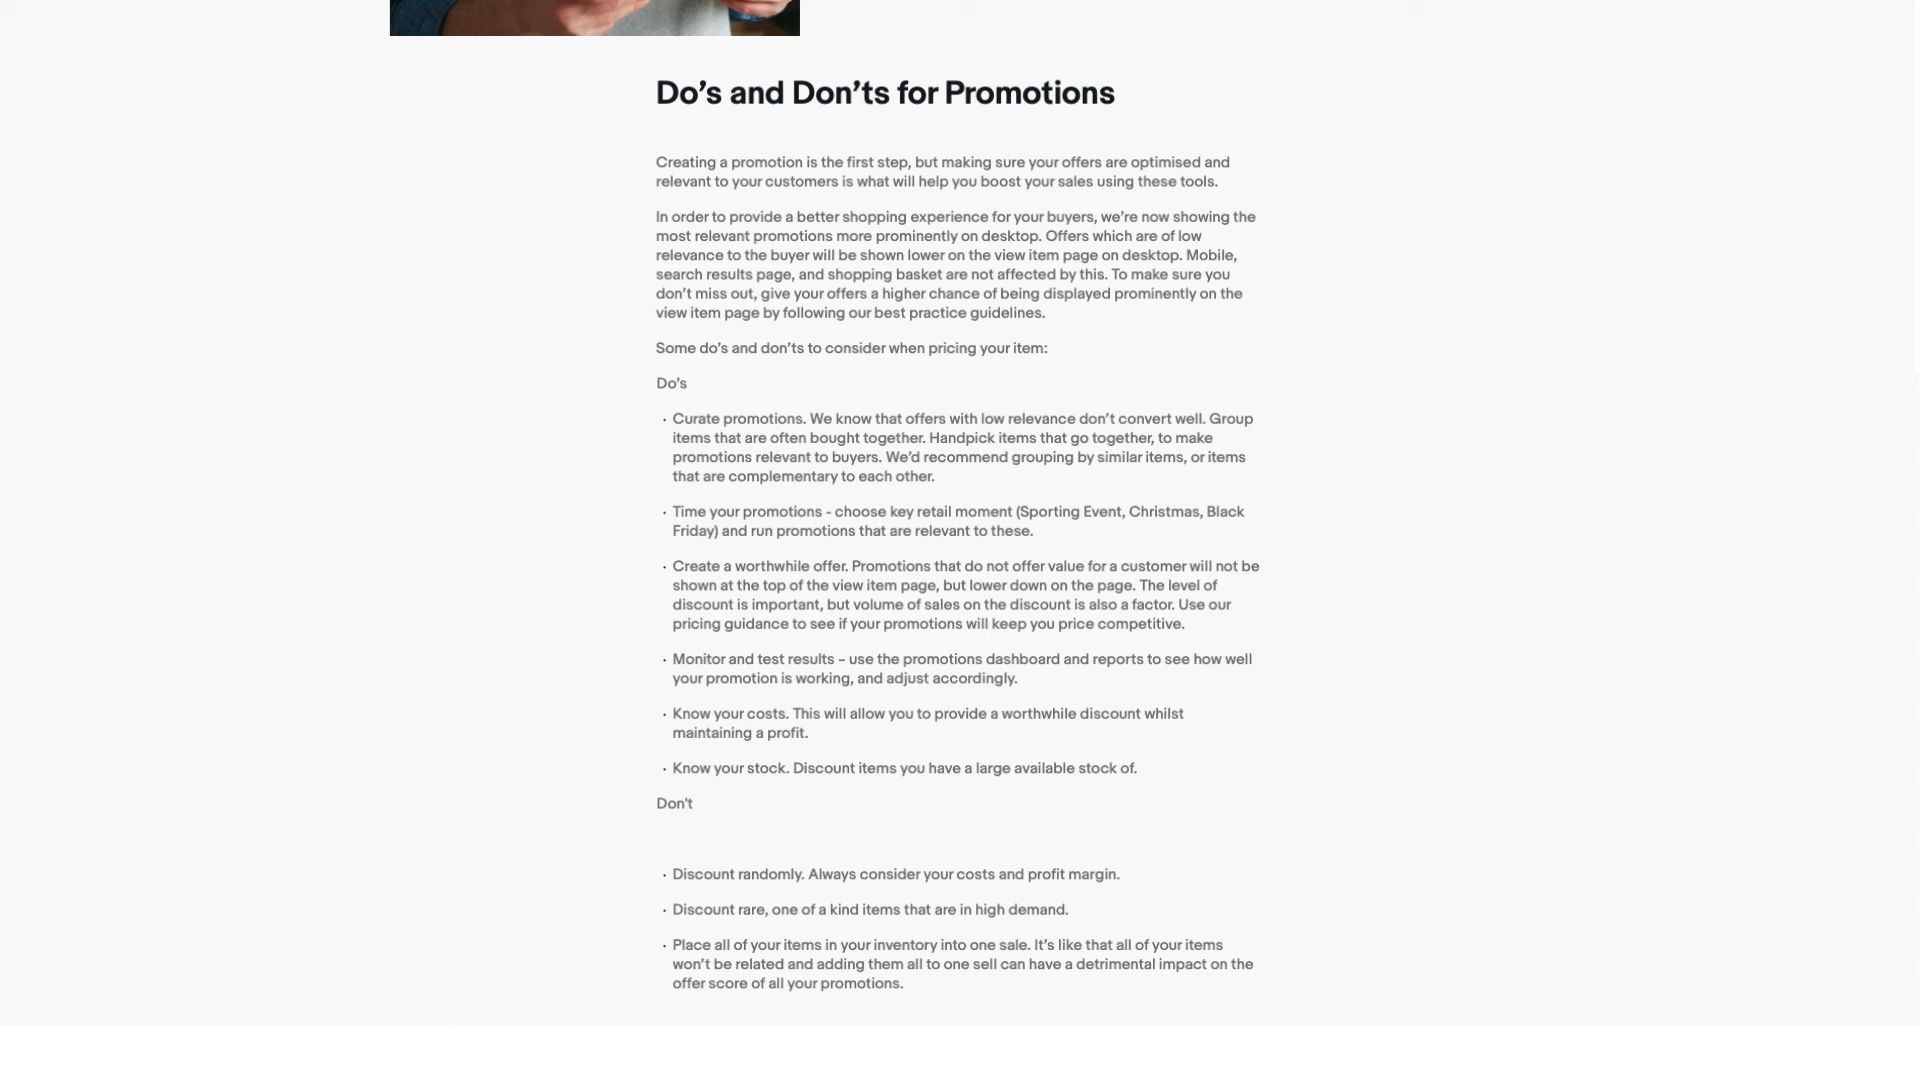 Do’s and Don’ts for Promotions
Creating a promotion is the first step, but making sure your offers are optimised and
relevant to your customers is what will help you boost your sales using these tools.
In order to provide a better shopping experience for your buyers, we’re now showing the
most relevant promotions more prominently on desktop. Offers which are of low
relevance to the buyer will be shown lower on the view item page on desktop. Mobile,
search results page, and shopping basket are not affected by this. To make sure you
don’t miss out, give your offers a higher chance of being displayed prominently on the
view item page by following our best practice guidelines.
Some do’s and don’ts to consider when pricing your item:
Do’s
· Curate promotions. We know that offers with low relevance don’t convert well. Group
items that are often bought together. Handpick items that go together, to make
promotions relevant to buyers. We’d recommend grouping by similar items, or items
that are complementary to each other.
· Time your promotions - choose key retail moment (Sporting Event, Christmas, Black
Friday) and run promotions that are relevant to these.
· Create a worthwhile offer. Promotions that do not offer value for a customer will not be
shown at the top of the view item page, but lower down on the page. The level of
discount is important, but volume of sales on the discount is also a factor. Use our
pricing guidance to see if your promotions will keep you price competitive.
· Monitor and test results – use the promotions dashboard and reports to see how well
your promotion is working, and adjust accordingly.
· Know your costs. This will allow you to provide a worthwhile discount whilst
maintaining a profit.
· Know your stock. Discount items you have a large available stock of.
Don't
· Discount randomly. Always consider your costs and profit margin.
· Discount rare, one of a kind items that are in high demand.
· Place all of your items in your inventory into one sale. It’s like that all of your items
won’t be related and adding them all to one sell can have a detrimental impact on the
offer score of all your promotions.